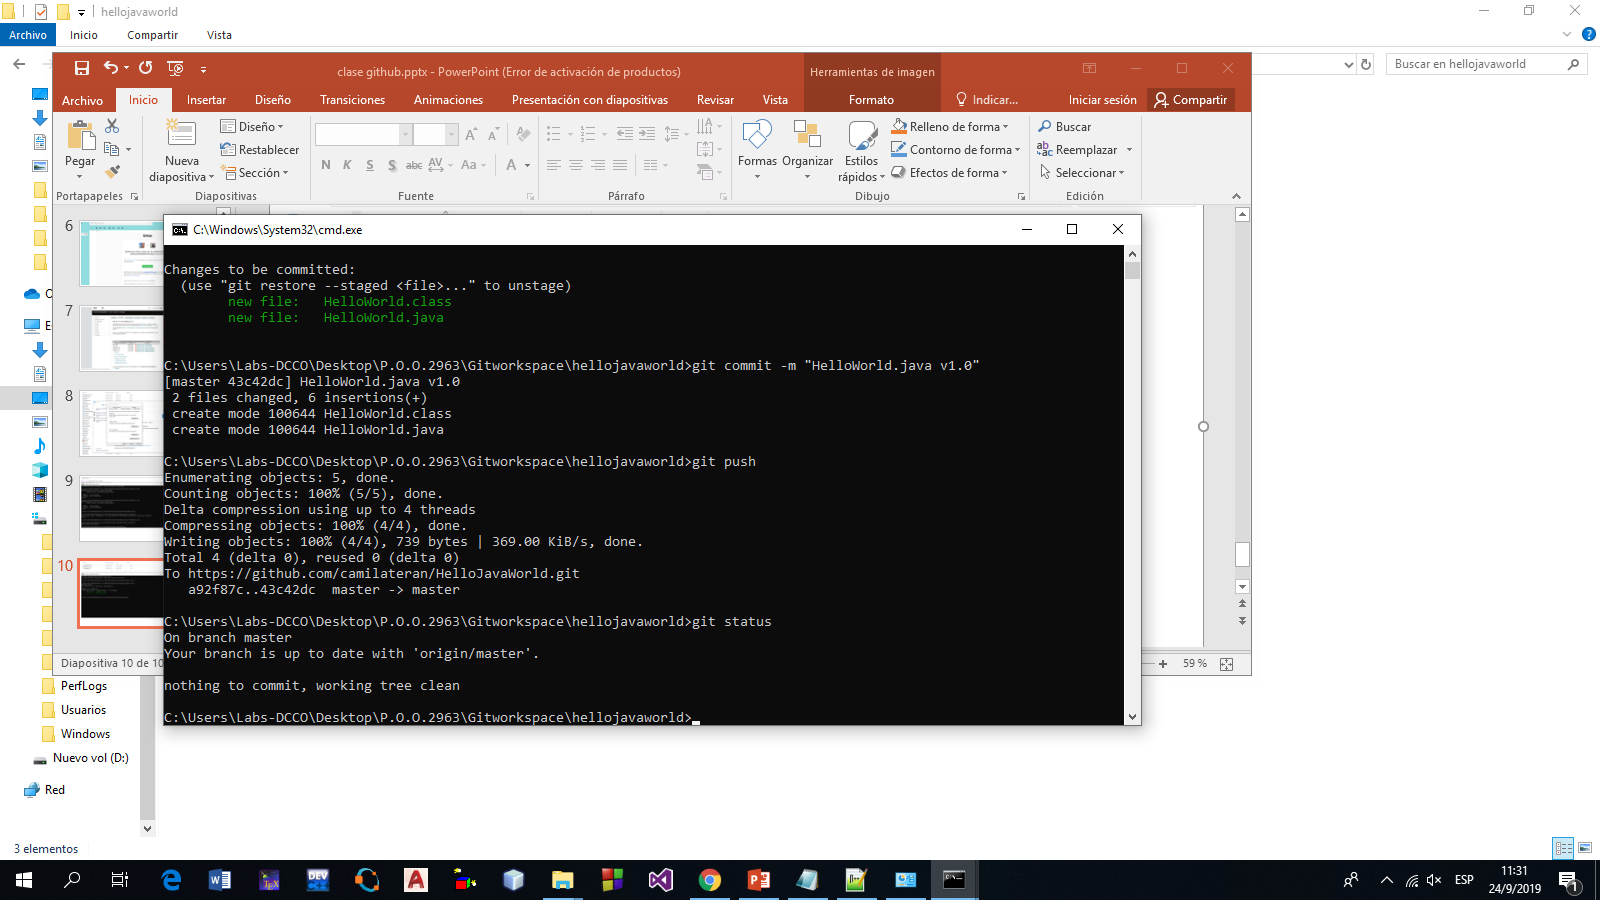 hellojavaworld
Archivo Inicio Compartir Vista
Buscar en hellojavaworld
clase github.pptx - PowerPoint (Error de activación de productos)
Herramientas de imagen
Archivo Inicio Insertar Diseño Transiciones Animaciones Presentación con diapositivas Revisar Vista Formato Indicar... Iniciar sesión Compartir
Pegar
Portapapeles
Nueva
diapositiva
Diseño
Restablecer
Sección
Diapositivas
N K S S abc AV Aa A
Fuente
Párrafo
Formas
Organizar
Estilos
rápidos
Relleno de forma
Contorno de forma
Efectos de forma
Dibujo
Buscar
Reemplazar
Seleccionar
Edición
6
7
8
9
10
C:\Windows\System32\cmd.exe
Changes to be committed:
(use "git restore --staged <file>..." to unstage)
new file:   HelloWorld.class
new file:   HelloWorld.java
C:\Users\Labs-DCCO\Desktop\P.O.O.2963\Gitworkspace\hellojavaworld>git commit -m "HelloWorld.java v1.0"
[master 43c42dc] HelloWorld.java v1.0
2 files changed, 6 insertions(+)
create mode 100644 HelloWorld.class
create mode 100644 HelloWorld.java
C:\Users\Labs-DCCO\Desktop\P.O.O.2963\Gitworkspace\hellojavaworld>git push
Enumerating objects: 5, done.
Counting objects: 100% (5/5), done.
Delta compression using up to 4 threads
Compressing objects: 100% (4/4), done.
Writing objects: 100% (4/4), 739 bytes | 369.00 KiB/s, done.
Total 4 (delta 0), reused 0 (delta 0)
To https://github.com/camilateran/HelloJavaWorld.git
a92f87c..43c42dc  master -> master
C:\Users\Labs-DCCO\Desktop\P.O.O.2963\Gitworkspace\hellojavaworld>git status
On branch master
Your branch is up to date with 'origin/master'.
nothing to commit, working tree clean
C:\Users\Labs-DCCO\Desktop\P.O.O.2963\Gitworkspace\hellojavaworld>
Diapositiva 10 de 10
59 %
PerfLogs
Usuarios
Windows
Nuevo vol (D:)
Red
3 elementos
ESP
11:31
24/9/2019
1